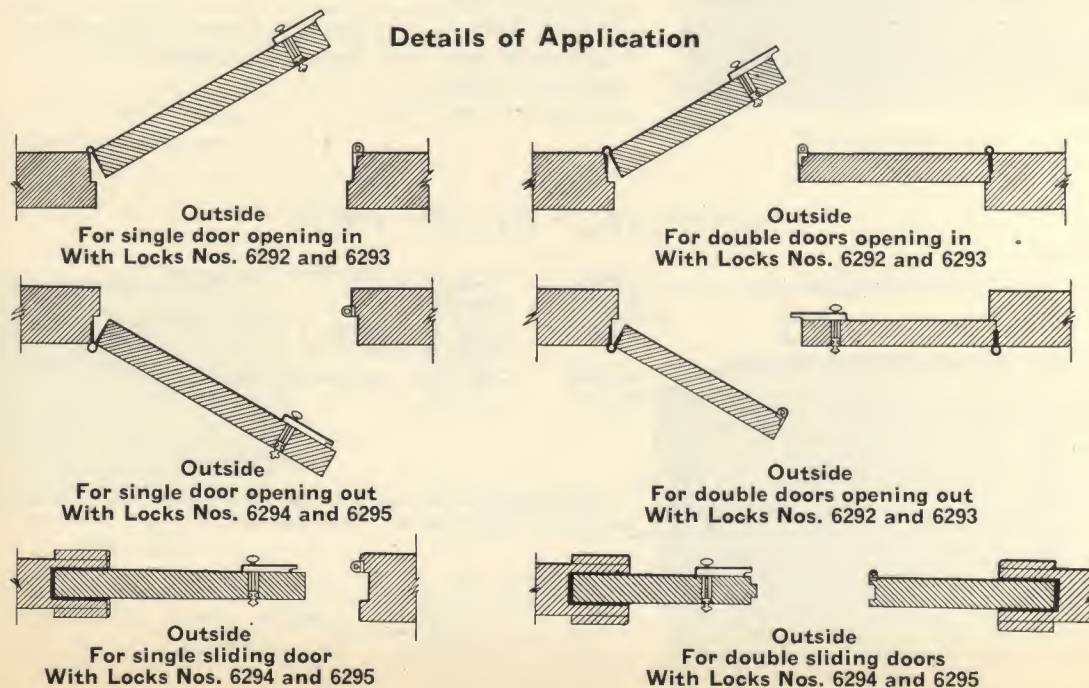 Details of Application
Outside
For single door opening in
With Locks Nos. 6292 and 6293
Outside
For double doors opening in
With Locks Nos. 6292 and 6293
Outside
For single door opening out
With Locks Nos. 6294 and 6295
Outside
For double doors opening out
With Locks Nos. 6292 and 6293
Outside
For single sliding door
With Locks Nos. 6294 and 6295
Outside
For double sliding doors
With Locks Nos. 6294 and 6295